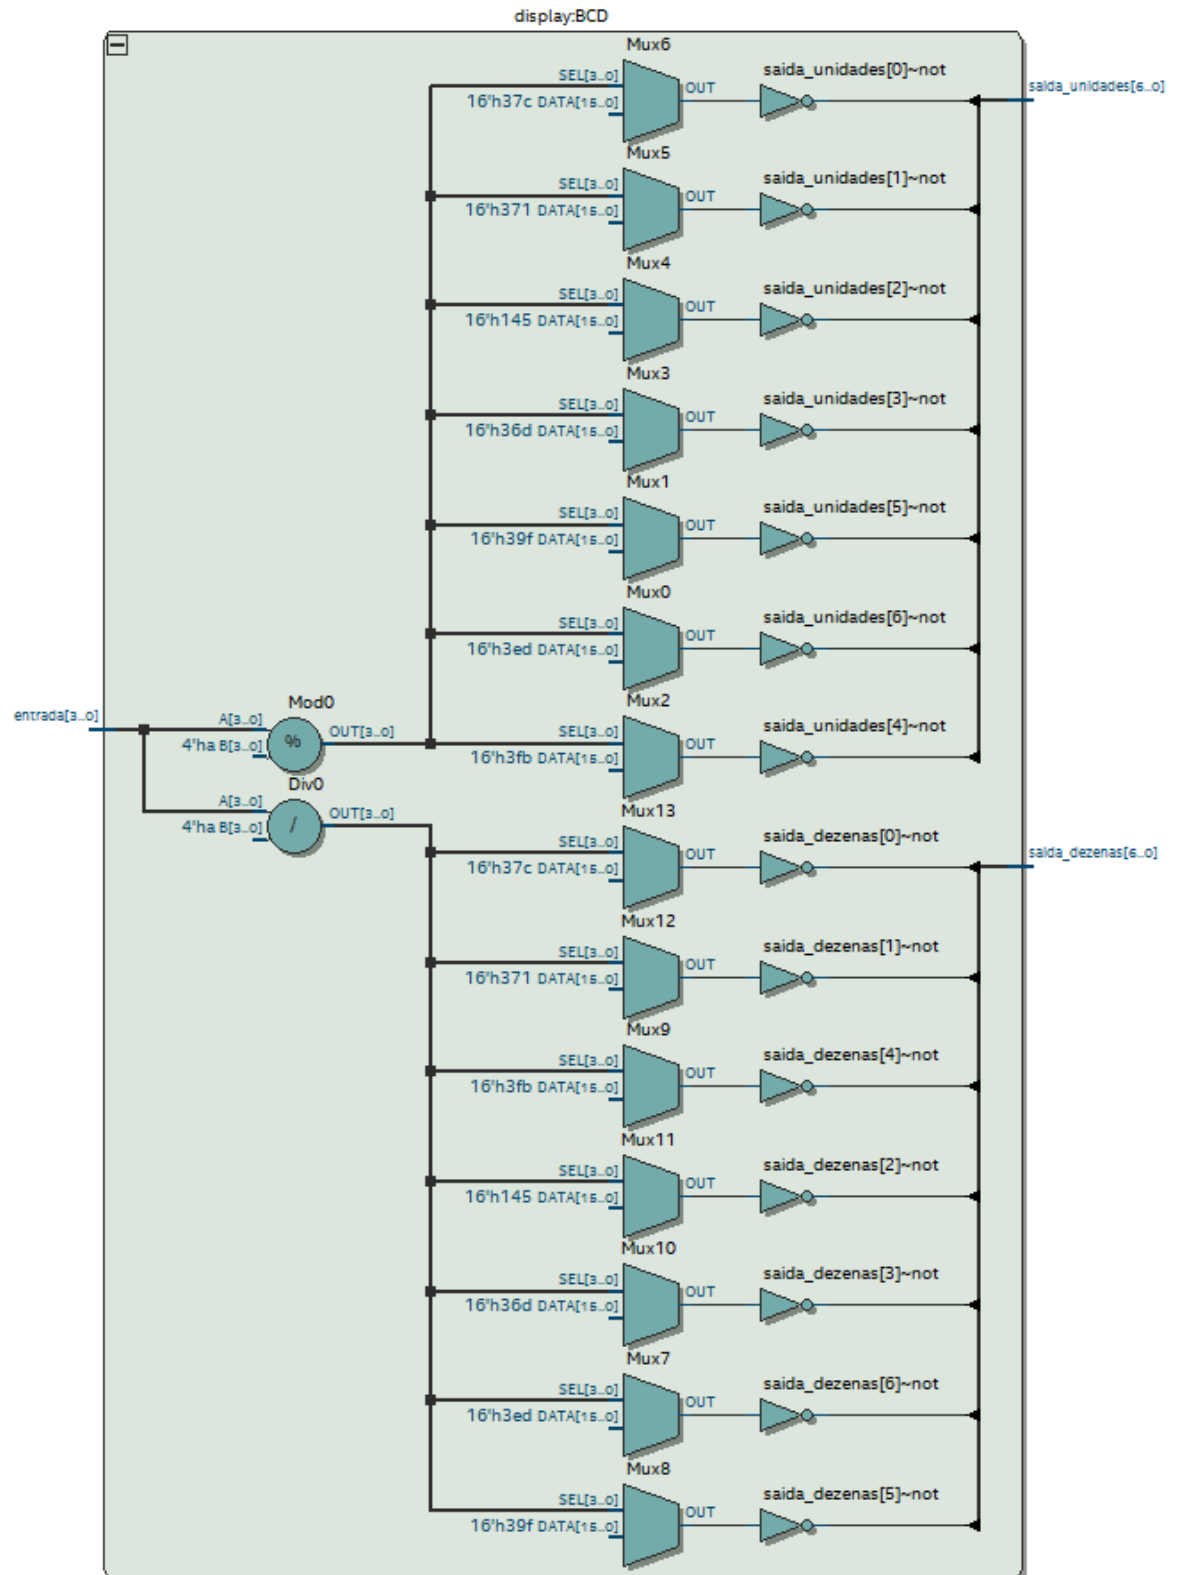 display:BCD
Mux6
SEL[3..0]
16'h37c DATA[15..0]
OUT
saida_unidades[0]~not
saida_unidades[6..0]
Mux5
SEL[3..0]
16'h371 DATA[15..0]
OUT
saida_unidades[1]~not
Mux4
SEL[3..0]
16'h145 DATA[15..0]
OUT
saida_unidades[2]~not
Mux3
SEL[3..0]
16'h36d DATA[15..0]
OUT
saida_unidades[3]~not
Mux1
SEL[3..0]
16'h39f DATA[15..0]
OUT
saida_unidades[5]~not
Mux0
SEL[3..0]
16'h3ed DATA[15..0]
OUT
saida_unidades[6]~not
entrada[3..0]
Mod0
A[3..0]
4'ha B[3..0]
%
OUT[3..0]
Mux2
SEL[3..0]
16'h3fb DATA[15..0]
OUT
saida_unidades[4]~not
Div0
A[3..0]
4'ha B[3..0]
/
OUT[3..0]
Mux13
SEL[3..0]
16'h37c DATA[15..0]
OUT
saida_dezenas[0]~not
saida_dezenas[6..0]
Mux12
SEL[3..0]
16'h371 DATA[15..0]
OUT
saida_dezenas[1]~not
Mux9
SEL[3..0]
16'h3fb DATA[15..0]
OUT
saida_dezenas[4]~not
Mux11
SEL[3..0]
16'h145 DATA[15..0]
OUT
saida_dezenas[2]~not
Mux10
SEL[3..0]
16'h36d DATA[15..0]
OUT
saida_dezenas[3]~not
Mux7
SEL[3..0]
16'h3ed DATA[15..0]
OUT
saida_dezenas[6]~not
Mux8
SEL[3..0]
16'h39f DATA[15..0]
OUT
saida_dezenas[5]~not